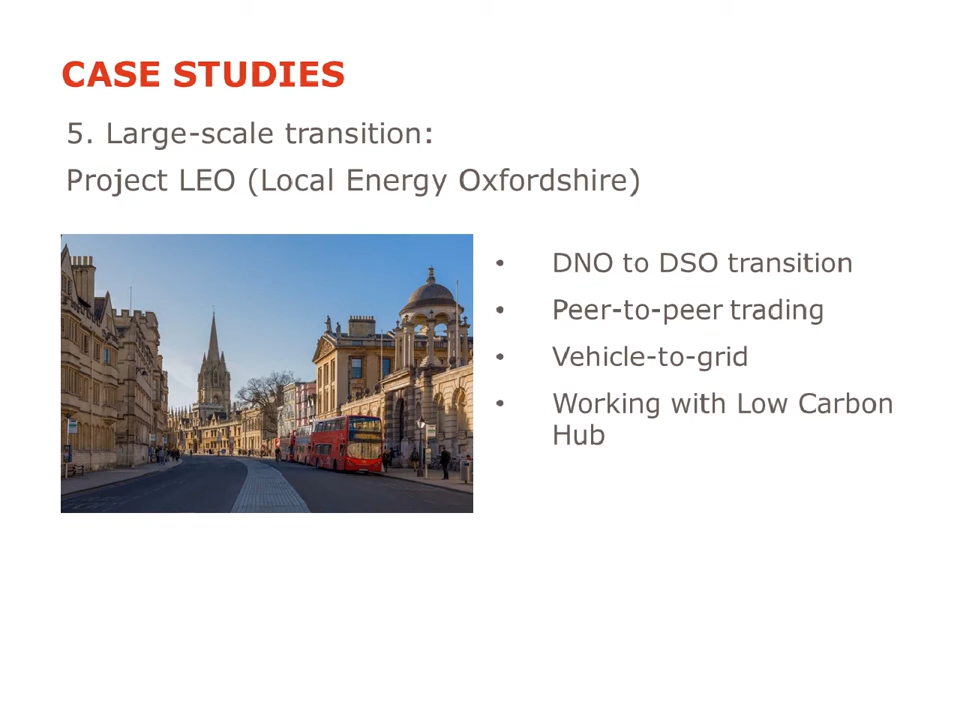 CASE STUDIES
5. Large-scale transition:
Project LEO (Local Energy Oxfordshire)
• DNO to DSO transition
• Peer-to-peer trading
• Vehicle-to-grid
• Working with Low Carbon
Hub